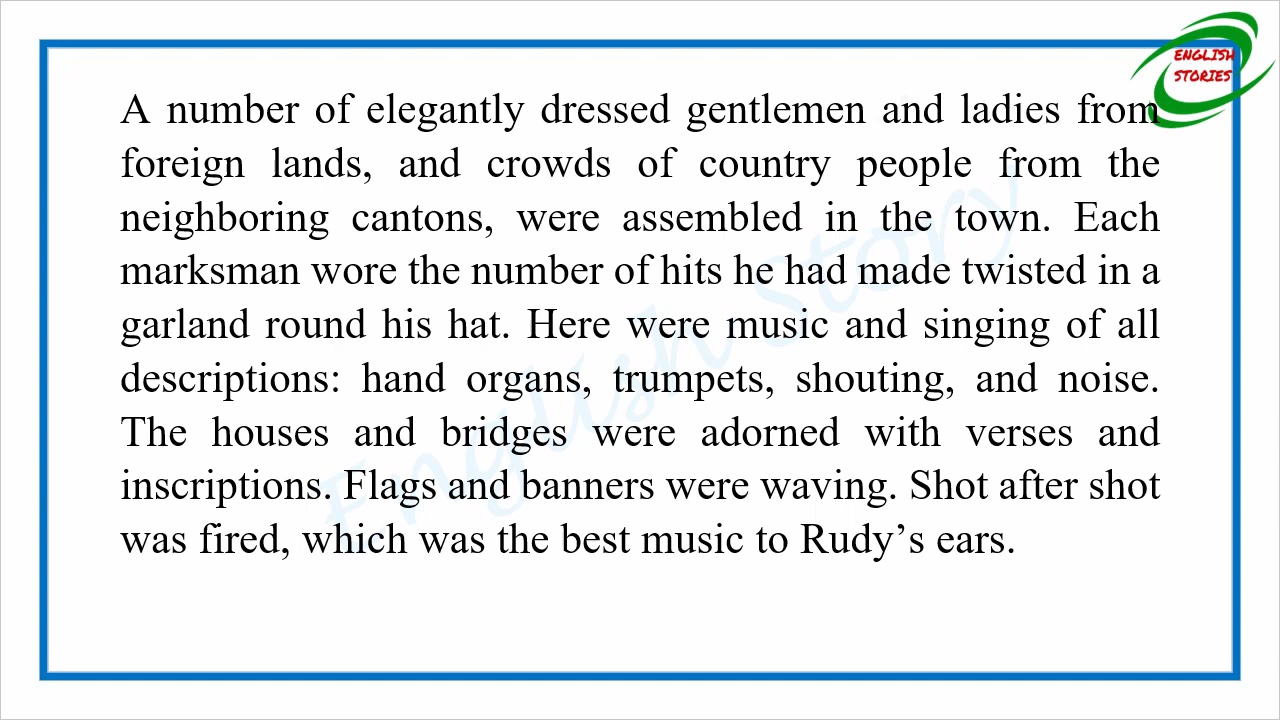 ENGLISH
STORIES
A number of elegantly dressed gentlemen and ladies from
foreign lands, and crowds of country people from the
neighboring cantons, were assembled in the town. Each
marksman wore the number of hits he had made twisted in a
garland round his hat. Here were music and singing of all
descriptions: hand organs, trumpets, shouting, and noise.
The houses and bridges were adorned with verses and
inscriptions. Flags and banners were waving. Shot after shot
was fired, which was the best music to Rudy’s ears.
English Story